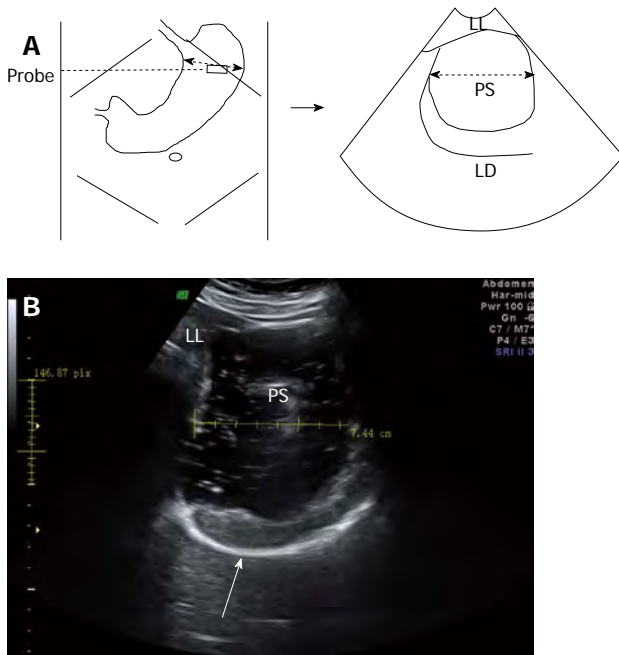 A
Probe
LL
PS
LD
B
LL
PS
146.87 pix
7.44 cm
Abdomen
Har-mid
Pwr 100
Gn -6
C7 / M7
P4 / E3
SRI II 3